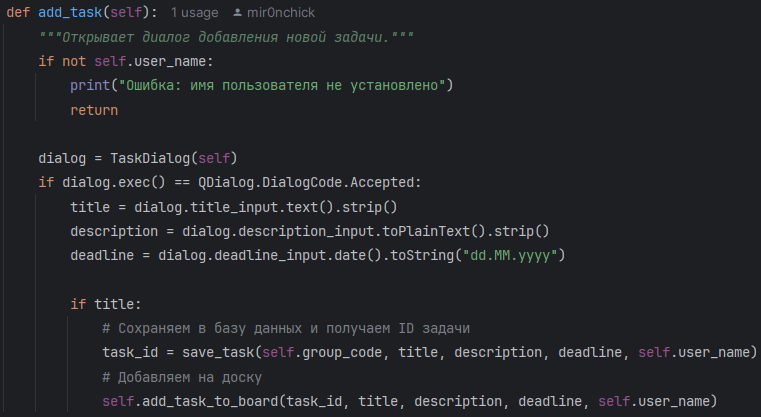 def add_task(self): 1 usage mir0nchick
"""Открывает диалог добавления новой задачи."""
if not self.user_name:
print("Ошибка: имя пользователя не установлено")
return
dialog = TaskDialog(self)
if dialog.exec() == QDialog.DialogCode.Accepted:
title = dialog.title_input.text().strip()
description = dialog.description_input.toPlainText().strip()
deadline = dialog.deadline_input.date().toString("dd.MM.yyyy")
if title:
# Сохраняем в базу данных и получаем ID задачи
task_id = save_task(self.group_code, title, description, deadline, self.user_name)
# Добавляем на доску
self.add_task_to_board(task_id, title, description, deadline, self.user_name)